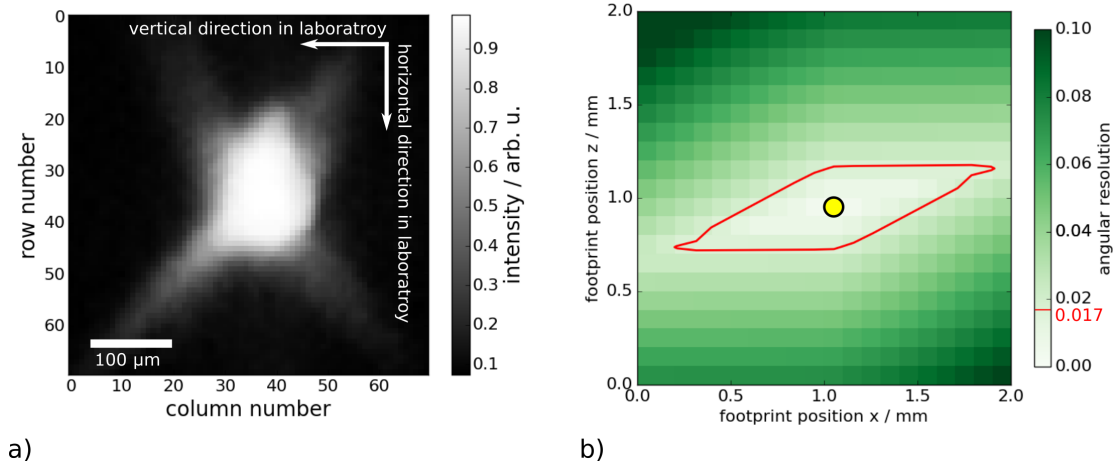 vertical direction in laboratroy
horizontal direction in laboratroy
0
10
20
30
40
50
60
row number
100 µm
0 10 20 30 40 50 60
column number
0.9
0.8
0.7
0.6
0.5
0.4
0.3
0.2
0.1
intensity / arb. u.
a)
2.0
1.5
1.0
0.5
0.0
footprint position z / mm
0.0 0.5 1.0 1.5 2.0
footprint position x / mm
0.10
0.08
0.06
0.04
0.02
0.017
0.00
angular resolution
b)